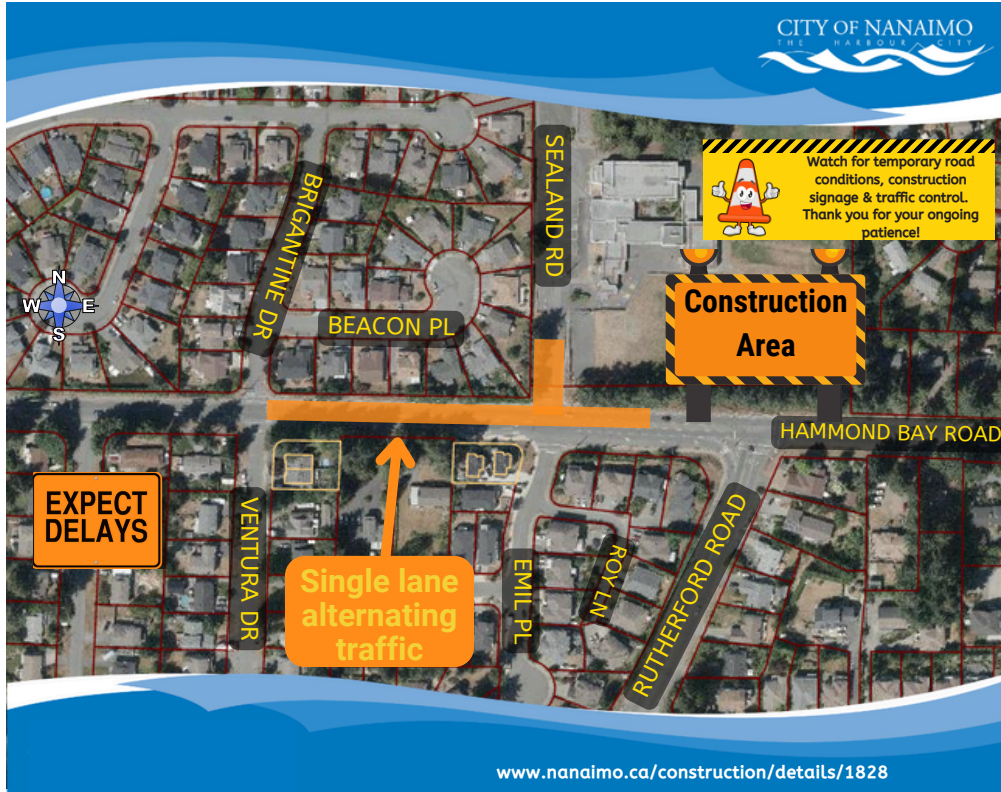 CITY OF NANAIMO
THE HARBOUR CITY
Watch for temporary road
conditions, construction
signage & traffic control.
Thank you for your ongoing
patience!
SEALAND RD
BRIGANTINE DR
N
W E
S
BEACON PL
Construction
Area
HAMMOND BAY ROAD
EXPECT
DELAYS
VENTURA DR
Single lane
alternating
traffic
EMIL PL
ROY LN
RUTHERFORD ROAD
www.nanaimo.ca/construction/details/1828